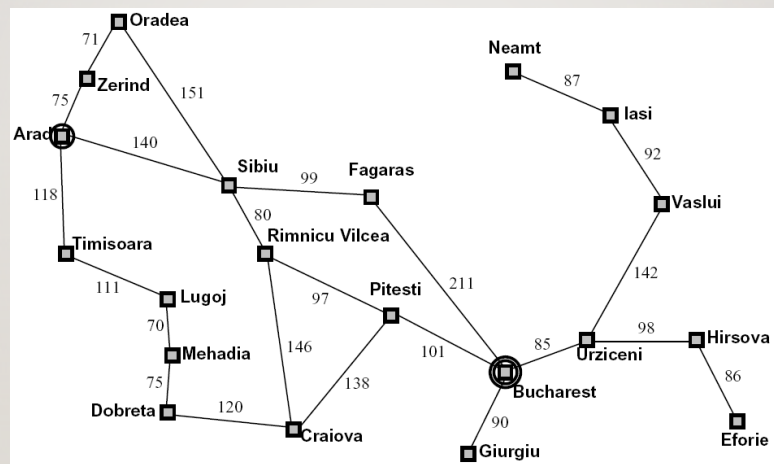 Oradea
71
Neamt
Zerind
87
151
75
Iasi
Arad
140
92
Sibiu
Fagaras
99
118
Vaslui
80
Timisoara
Rimnicu Vilcea
142
111
211
Lugoj
97
Pitesti
70
98
Hirsova
146
101
85
Urziceni
Mehadia
138
86
75
Bucharest
120
Dobreta
90
Craiova
Eforie
Giurgiu